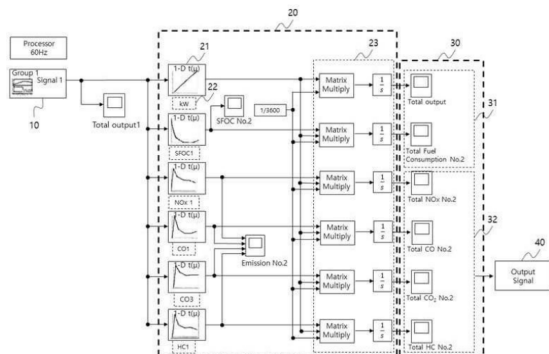 20
Processor
60Hz
21
23
30
Group 1
Signal 1
1-D t(µ)
Matrix
Multiply
1
s
22
10
kW
1/3600
Total output
31
Total output1
SFOC No.2
1-D t(µ)
Matrix
Multiply
1
s
SFOC1
Total Fuel
Consumption No.2
1-D t(µ)
Matrix
Multiply
1
s
NOx 1
Total NOx No.2
32
1-D t(µ)
Matrix
Multiply
1
s
40
CO1
Emission No.2
Total CO No.2
Output
Signal
1-D t(µ)
Matrix
Multiply
1
s
CO3
Total CO₂ No.2
1-D t(µ)
Matrix
Multiply
1
s
HC1
Total HC No.2